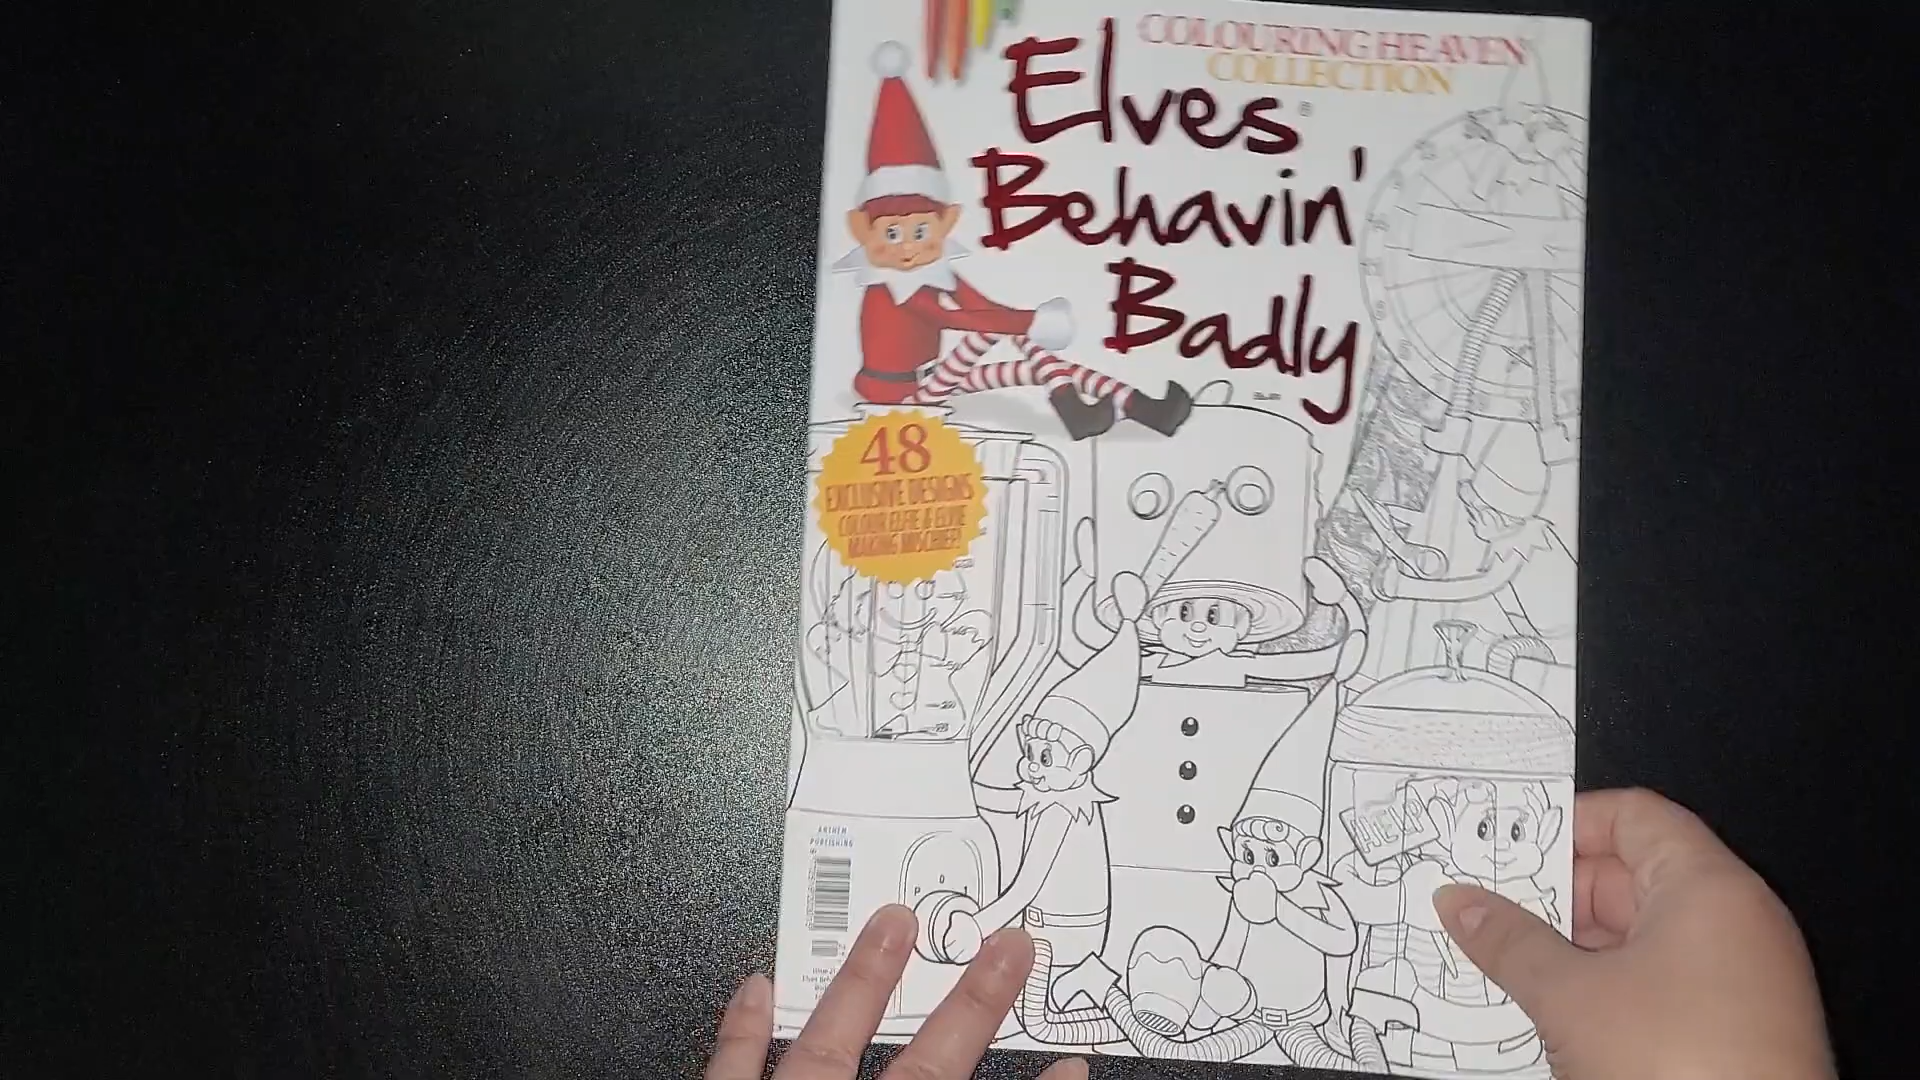 COLOURING HEAVEN
COLLECTION
Elves
Behavin'
Badly
48
EXCLUSIVE DESIGNS
COLOUR ELFIE & ELVIE
MAKING MISCHIEF!
HELP
ANTHEM
PUBLISHING